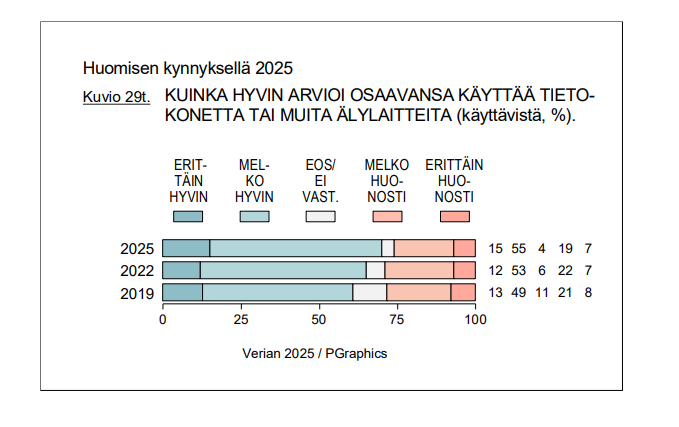 Huomisen kynnyksellä 2025
Kuvio 29t. KUINKA HYVIN ARVIOI OSAAVANSA KÄYTTÄÄ TIETO-
KONETTA TAI MUITA ÄLYLAITTEITA (käyttävistä, %).
ERIT-
TÄIN
HYVIN
MEL-
KO
HYVIN
EOS/
EI
VAST.
MELKO
HUO-
NOSTI
ERITTÄIN
HUO-
NOSTI
2025 15 55 4 19 7
2022 12 53 6 22 7
2019 13 49 11 21 8
0 25 50 75 100
Verian 2025 / PGraphics